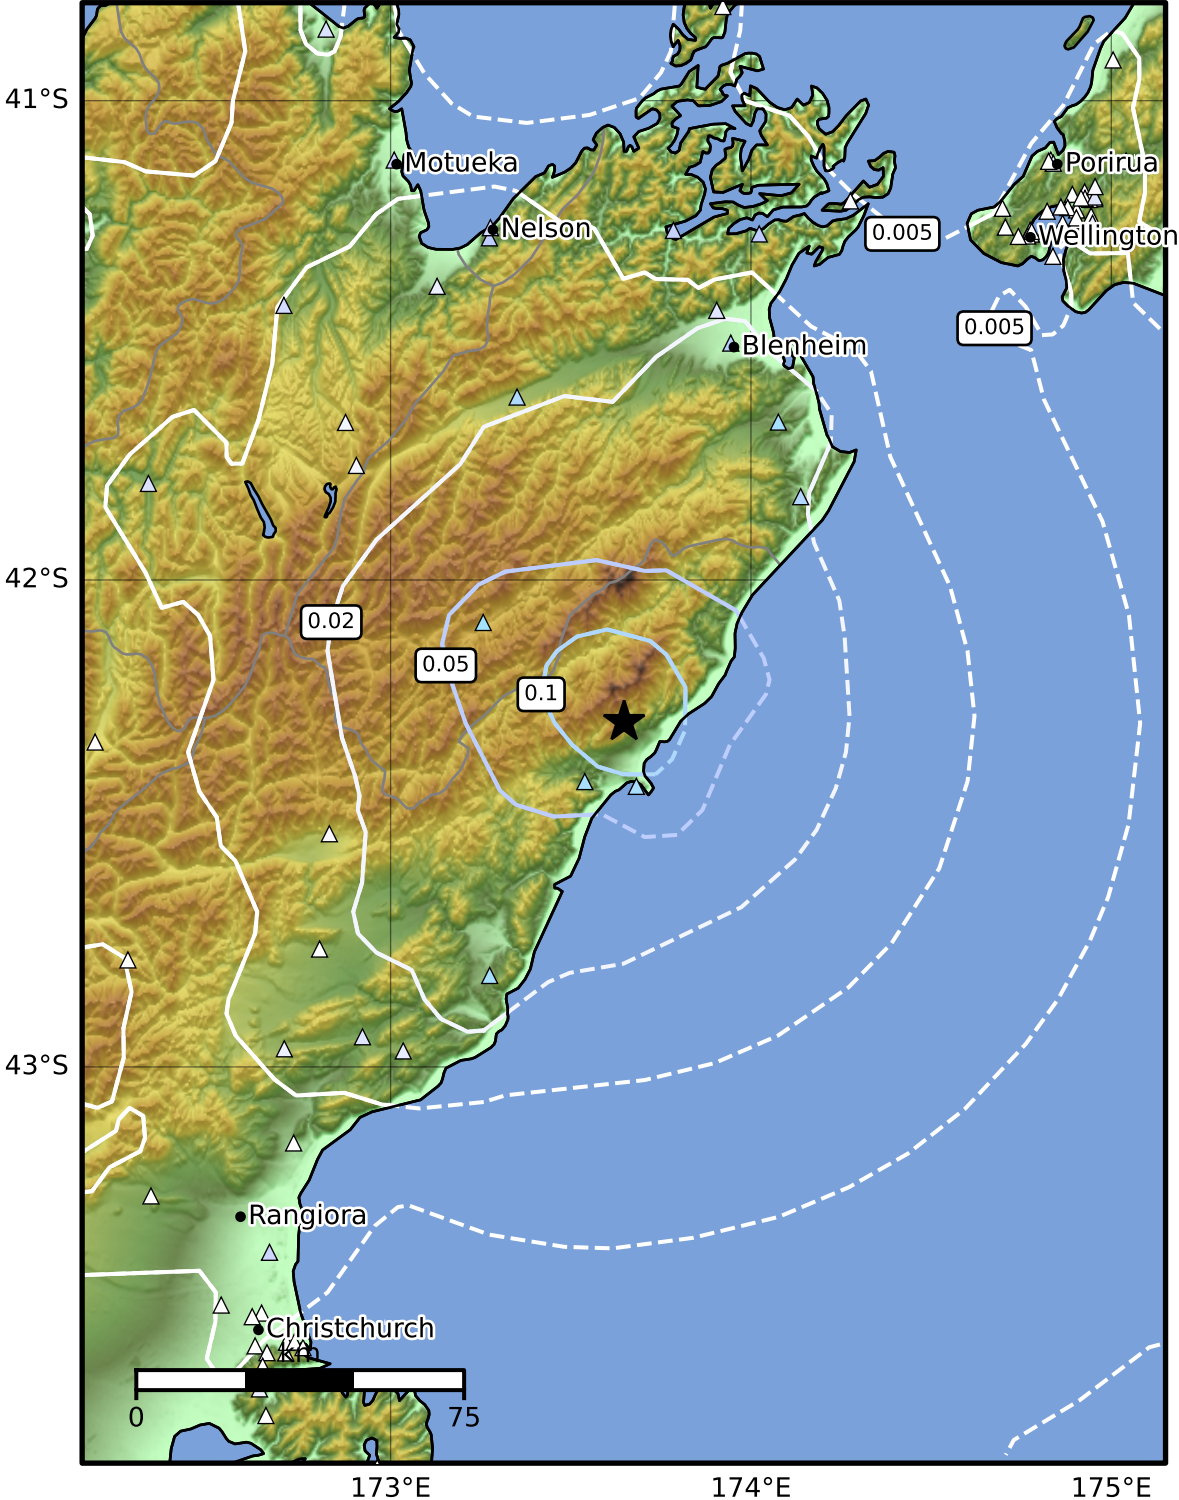 41°S
Motueka
Porirua
Nelson
0.005
Wellington
0.005
Blenheim
42°S
0.02
0.05
0.1
43°S
Rangiora
Christchurch
km
0
75
173°E
174°E
175°E